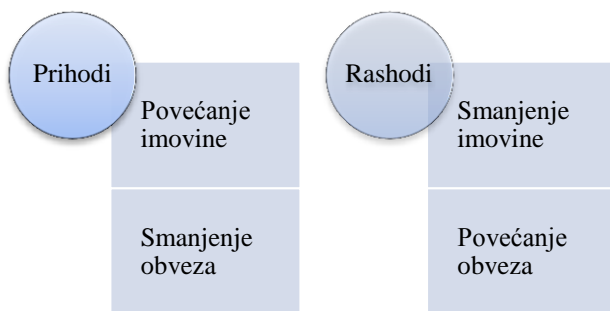 Prihodi
Povećanje
imovine
Smanjenje
obveza
Rashodi
Smanjenje
imovine
Povećanje
obveza